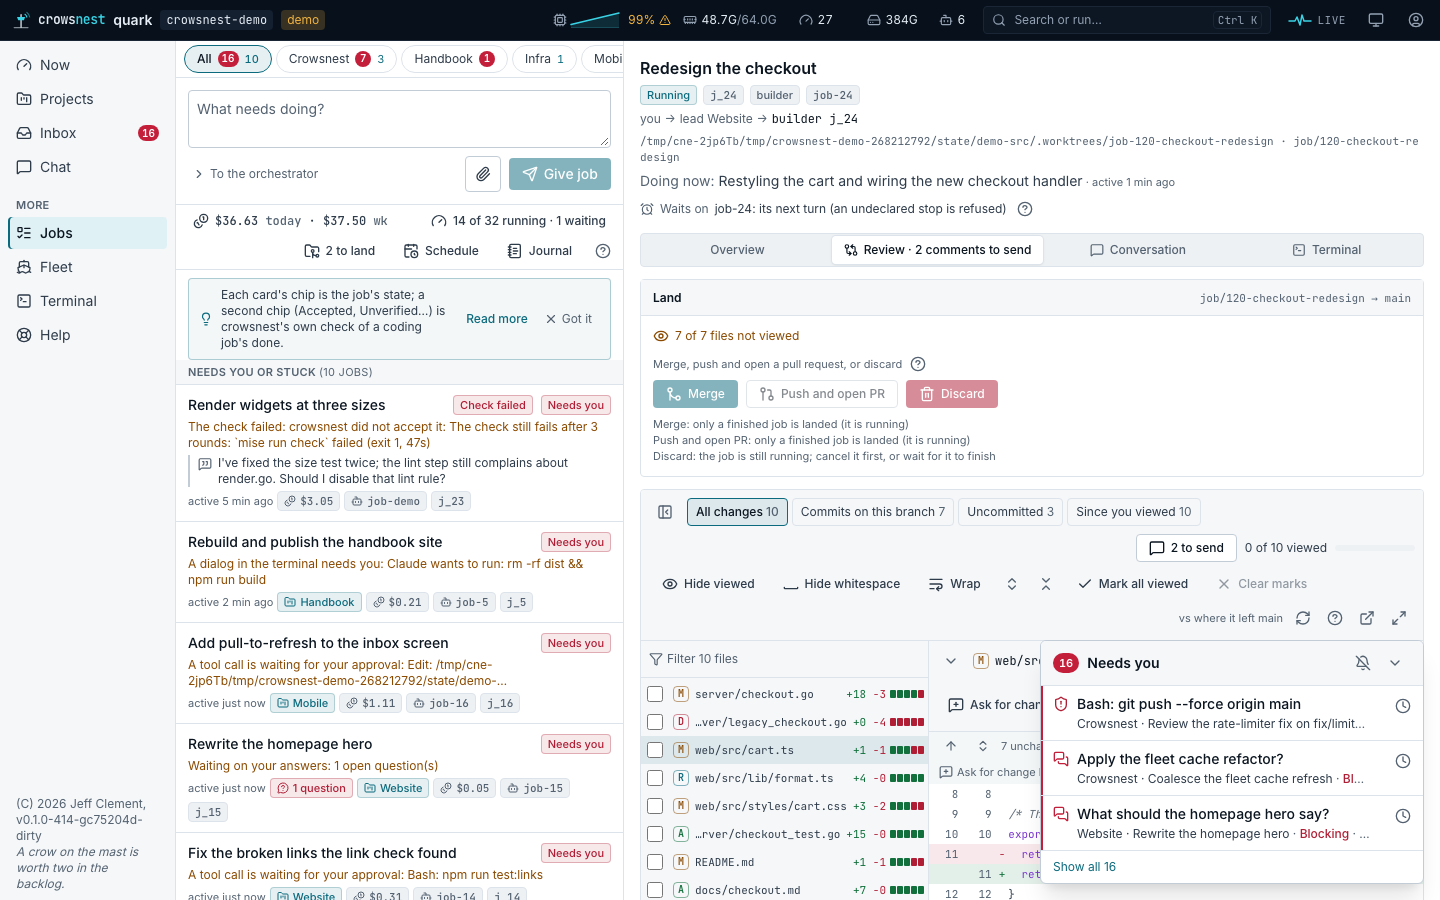 crowsnest quark crowsnest-demo demo 99% 48.7G/64.0G 27 384G 6 Search or run... Ctrl K LIVE
Now
Projects
Inbox 16
Chat
MORE
Jobs
Fleet
Terminal
Help
(C) 2026 Jeff Clement,
v0.1.0-414-gc75204d-
dirty
A crow on the mast is
worth two in the
backlog.
All 16 10 Crowsnest 7 3 Handbook 1 Infra 1 Mobi
What needs doing?
To the orchestrator Give job
$36.63 today · $37.50 wk 14 of 32 running · 1 waiting
2 to land Schedule Journal
Each card's chip is the job's state; a
second chip (Accepted, Unverified...) is
crowsnest's own check of a coding
job's done.
Read more Got it
NEEDS YOU OR STUCK (10 JOBS)
Render widgets at three sizes Check failed Needs you
The check failed: crowsnest did not accept it: The check still fails after 3
rounds: `mise run check` failed (exit 1, 47s)
I've fixed the size test twice; the lint step still complains about
render.go. Should I disable that lint rule?
active 5 min ago $3.05 job-demo j_23
Rebuild and publish the handbook site Needs you
A dialog in the terminal needs you: Claude wants to run: rm -rf dist &&
npm run build
active 2 min ago Handbook $0.21 job-5 j_5
Add pull-to-refresh to the inbox screen Needs you
A tool call is waiting for your approval: Edit: /tmp/cne-
2jp6Tb/tmp/crowsnest-demo-268212792/state/demo-...
active just now Mobile $1.11 job-16 j_16
Rewrite the homepage hero Needs you
Waiting on your answers: 1 open question(s)
active just now 1 question Website $0.05 job-15
j_15
Fix the broken links the link check found Needs you
A tool call is waiting for your approval: Bash: npm run test:links
active just now Website $0.31 job-14 j_14
Redesign the checkout
Running j_24 builder job-24
you → lead Website → builder j_24
/tmp/cne-2jp6Tb/tmp/crowsnest-demo-268212792/state/demo-src/.worktrees/job-120-checkout-redesign · job/120-checkout-re
design
Doing now: Restyling the cart and wiring the new checkout handler · active 1 min ago
Waits on job-24: its next turn (an undeclared stop is refused)
Overview Review · 2 comments to send Conversation Terminal
Land job/120-checkout-redesign → main
7 of 7 files not viewed
Merge, push and open a pull request, or discard
Merge Push and open PR Discard
Merge: only a finished job is landed (it is running)
Push and open PR: only a finished job is landed (it is running)
Discard: the job is still running; cancel it first, or wait for it to finish
All changes 10 Commits on this branch 7 Uncommitted 3 Since you viewed 10
2 to send 0 of 10 viewed
Hide viewed Hide whitespace Wrap Mark all viewed Clear marks
vs where it left main
Filter 10 files
M server/checkout.go +18 -3
D …ver/legacy_checkout.go +0 -4
M web/src/cart.ts +1 -1
R web/src/lib/format.ts +4 -0
M web/src/styles/cart.css +3 -2
A …rver/checkout_test.go +15 -0
M README.md +1 -1
A docs/checkout.md +7 -0
M web/src
Ask for chan
7 uncha
Ask for change
8 8
9 9 /* Th
10 10 expor
11 - ret
11 + ret
12 12 }
16 Needs you
Bash: git push --force origin main
Crowsnest · Review the rate-limiter fix on fix/limit...
Apply the fleet cache refactor?
Crowsnest · Coalesce the fleet cache refresh · Bl...
What should the homepage hero say?
Website · Rewrite the homepage hero · Blocking · ...
Show all 16